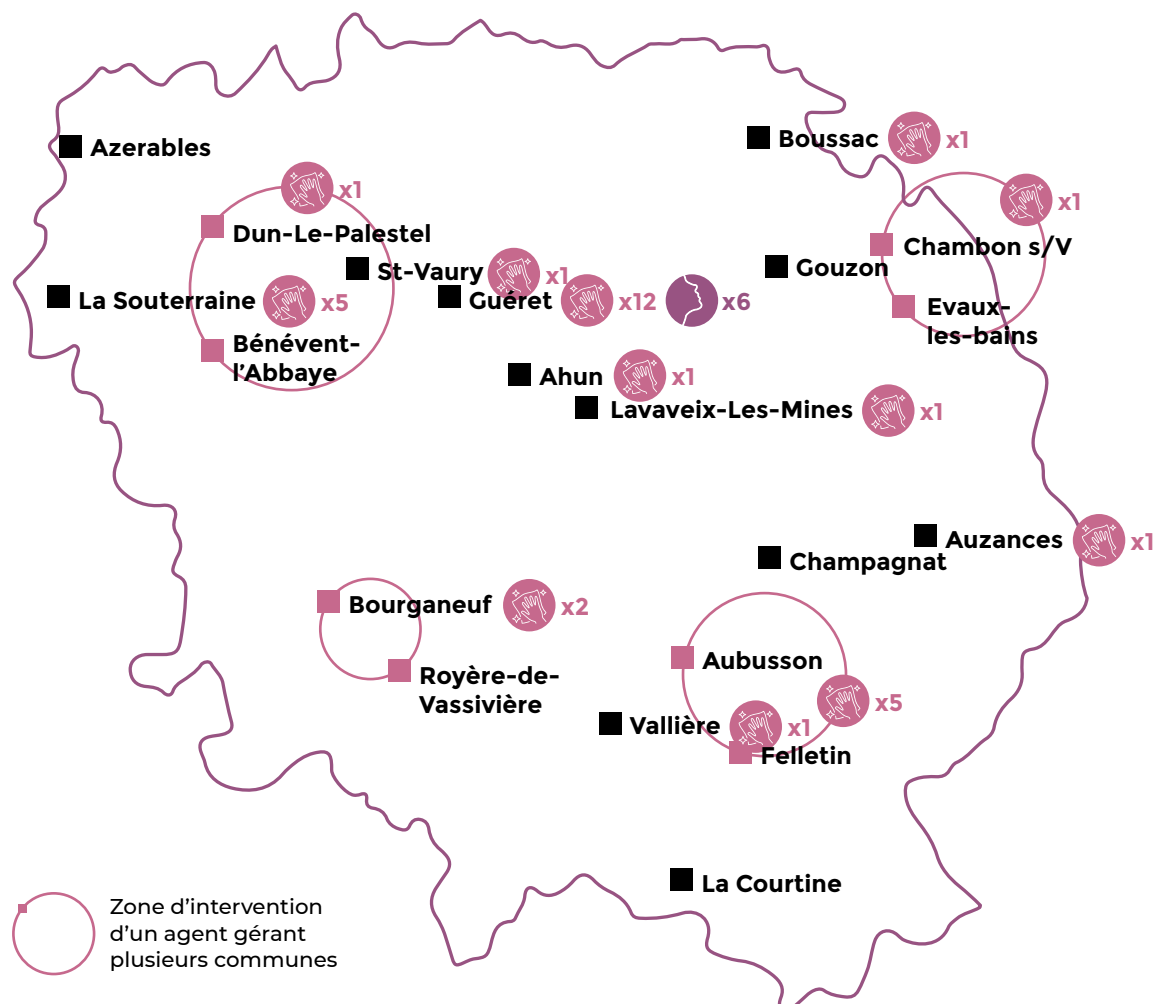 Azerables
Boussac x1
x1
Dun-Le-Palestel
x1
Chambon s/V
St-Vaury x1
Gouzon
La Souterraine x5
Guéret x12 x6
Evaux-
les-bains
Bénévent-
l'Abbaye
Ahun x1
Lavaveix-Les-Mines x1
Auzances x1
Champagnat
Bourganeuf x2
Royère-de-
Vassivière
Aubusson
x5
Vallière x1
Felletin
La Courtine
Zone d'intervention
d'un agent gérant
plusieurs communes